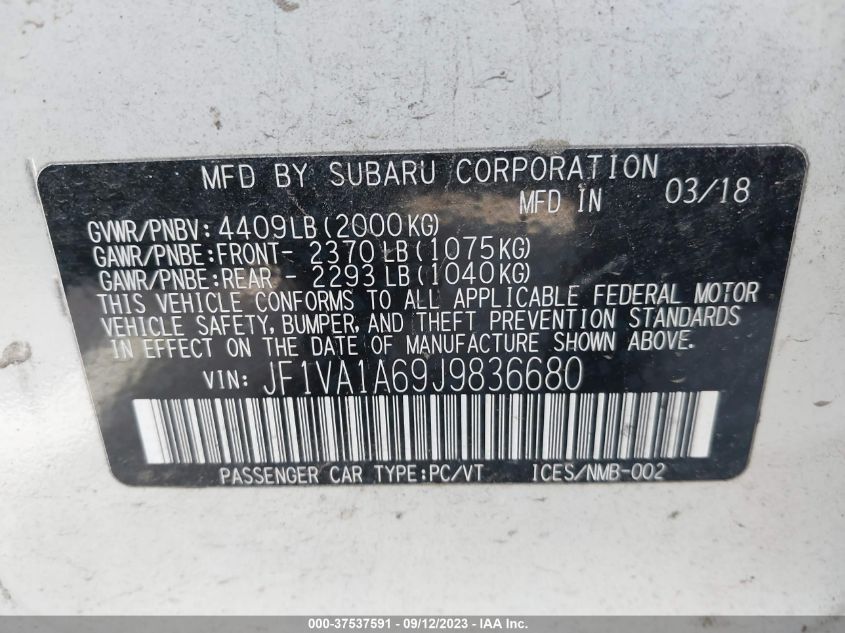 MFD BY SUBARU CORPORATION
MFD IN 03/18
GVWR/PNBV: 4409LB(2000KG)
GAWR/PNBE:FRONT- 2370LB(1075KG)
GAWR/PNBE:REAR - 2293LB(1040KG)
THIS VEHICLE CONFORMS TO ALL APPLICABLE FEDERAL MOTOR
VEHICLE SAFETY, BUMPER, AND THEFT PREVENTION STANDARDS
IN EFFECT ON THE DATE OF MANUFACTURE SHOWN ABOVE.
VIN: JF1VA1A69J9836680
PASSENGER CAR TYPE:PC/VT ICES/NMB-002
000-37537591 - 09/12/2023 - IAA Inc.